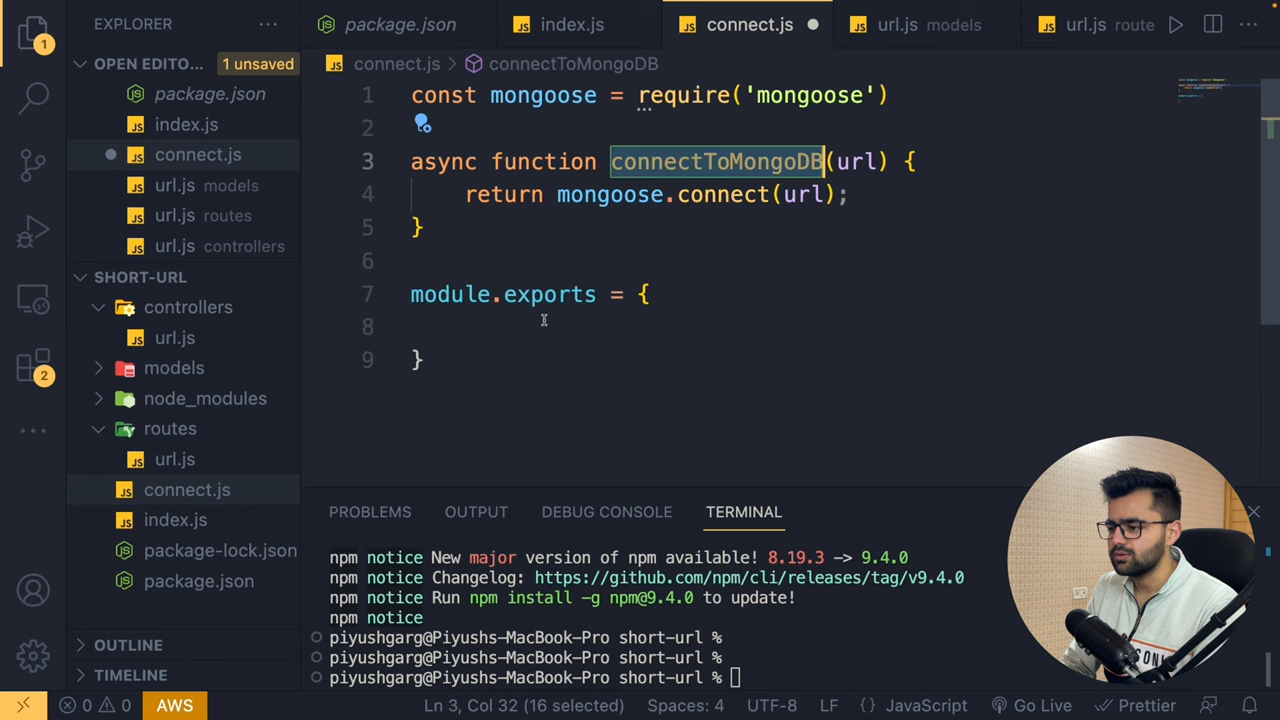 EXPLORER
package.json
index.js
connect.js
url.js models
url.js route
OPEN EDITO...
1 unsaved
package.json
index.js
connect.js
url.js models
url.js routes
url.js controllers
SHORT-URL
controllers
url.js
models
node_modules
routes
url.js
connect.js
index.js
package-lock.json
package.json
OUTLINE
TIMELINE
1
2
connect.js > connectToMongoDB
1 const mongoose = require('mongoose')
2
3 async function connectToMongoDB(url) {
4 return mongoose.connect(url);
5 }
6
7 module.exports = {
8
9 }
PROBLEMS
OUTPUT
DEBUG CONSOLE
TERMINAL
npm notice New major version of npm available! 8.19.3 -> 9.4.0
npm notice Changelog: https://github.com/npm/cli/releases/tag/v9.4.0
npm notice Run npm install -g npm@9.4.0 to update!
npm notice
piyushgarg@Piyushs-MacBook-Pro short-url %
piyushgarg@Piyushs-MacBook-Pro short-url %
piyushgarg@Piyushs-MacBook-Pro short-url %
0
0
AWS
Ln 3, Col 32 (16 selected)
Spaces: 4
UTF-8
LF
{} JavaScript
Go Live
Prettier